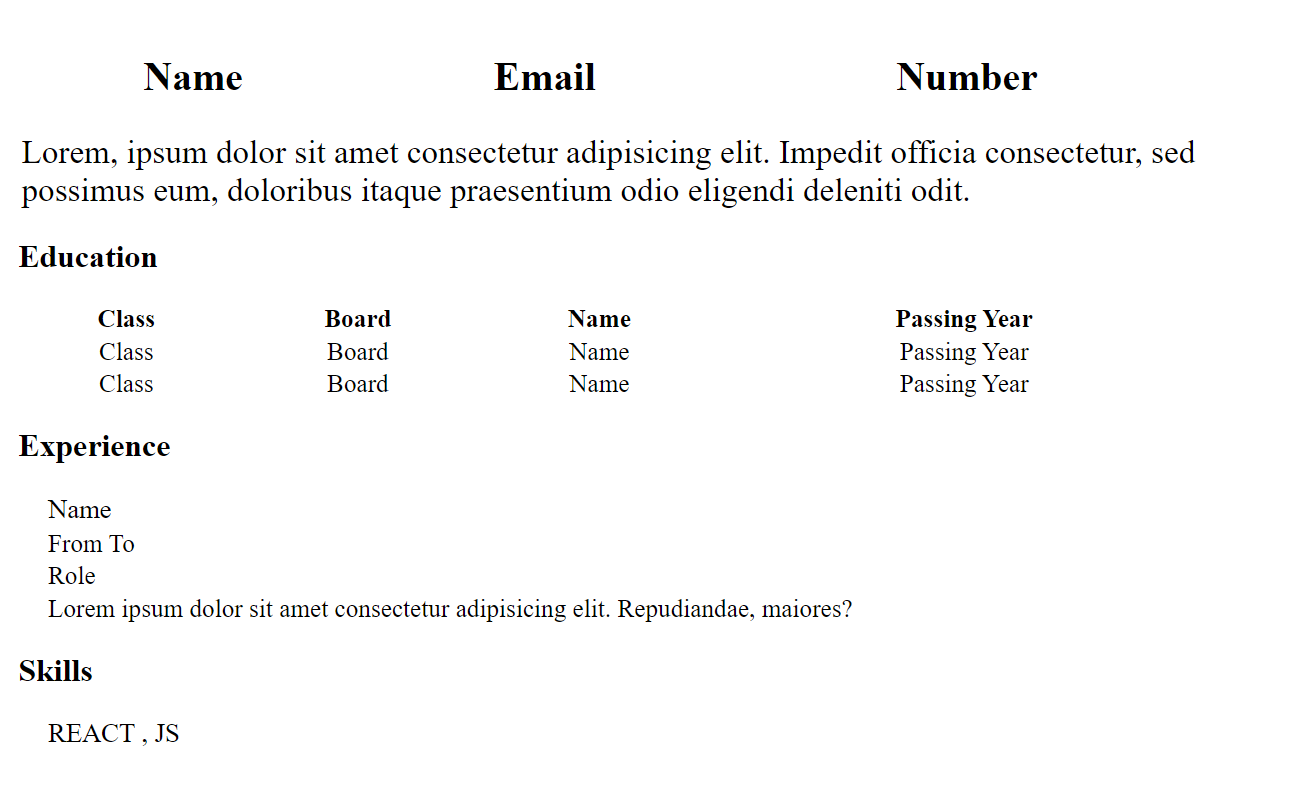 Name Email Number
Lorem, ipsum dolor sit amet consectetur adipisicing elit. Impedit officia consectetur, sed
possimus eum, doloribus itaque praesentium odio eligendi deleniti odit.
Education
Class Board Name Passing Year
Class Board Name Passing Year
Class Board Name Passing Year
Experience
Name
From To
Role
Lorem ipsum dolor sit amet consectetur adipisicing elit. Repudiandae, maiores?
Skills
REACT , JS